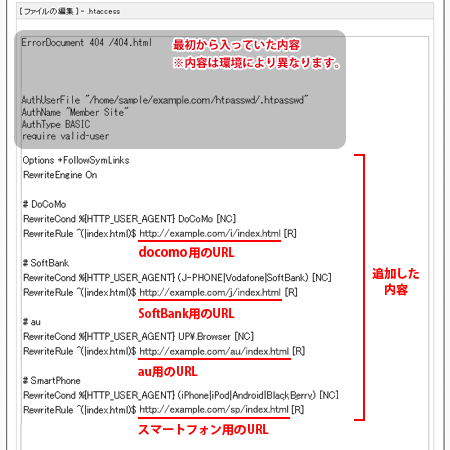 【ファイルの編集】- .htaccess
ErrorDocument 404 /404.html
最初から入っていた内容
※内容は環境により異なります。
AuthUserFile "/home/sample/example.com/htpasswd/.htpasswd"
AuthName "Member Site"
AuthType BASIC
require valid-user
Options +FollowSymLinks
RewriteEngine On
# DoCoMo
RewriteCond %{HTTP_USER_AGENT} DoCoMo [NC]
RewriteRule ^(|index.html)$ http://example.com/i/index.html [R]
docomo用のURL
# SoftBank
RewriteCond %{HTTP_USER_AGENT} (J-PHONE|Vodafone|SoftBank) [NC]
RewriteRule ^(|index.html)$ http://example.com/j/index.html [R]
SoftBank用のURL
追加した
内容
# au
RewriteCond %{HTTP_USER_AGENT} UP¥.Browser [NC]
RewriteRule ^(|index.html)$ http://example.com/au/index.html [R]
au用のURL
# SmartPhone
RewriteCond %{HTTP_USER_AGENT} (iPhone|iPod|Android|BlackBerry) [NC]
RewriteRule ^(|index.html)$ http://example.com/sp/index.html [R]
スマートフォン用のURL